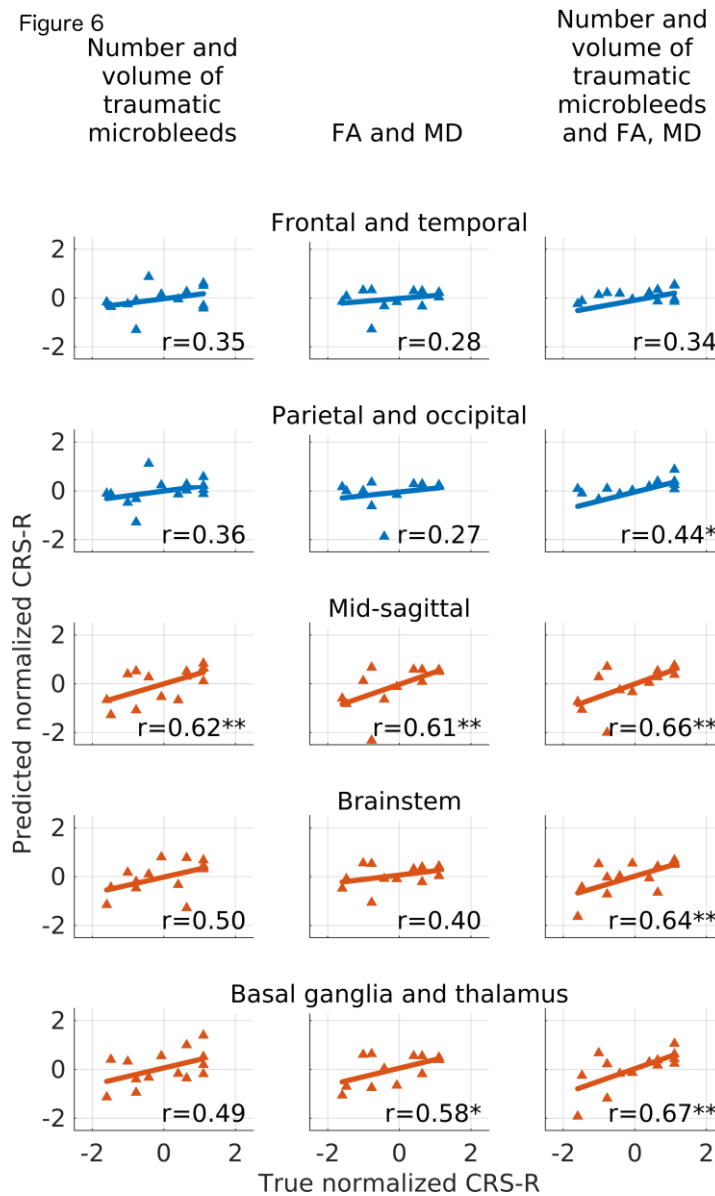 Figure 6
Number and
volume of
traumatic
microbleeds
FA and MD
Number and
volume of
traumatic
microbleeds
and FA, MD
Frontal and temporal
2
0
-2
r=0.35
r=0.28
r=0.34
Parietal and occipital
2
0
-2
r=0.36
r=0.27
r=0.44*
Mid-sagittal
2
0
-2
r=0.62**
r=0.61**
r=0.66**
Brainstem
2
0
-2
r=0.50
r=0.40
r=0.64**
Basal ganglia and thalamus
2
0
-2
r=0.49
r=0.58*
r=0.67**
-2 0 2
-2 0 2
-2 0 2
Predicted normalized CRS-R
True normalized CRS-R